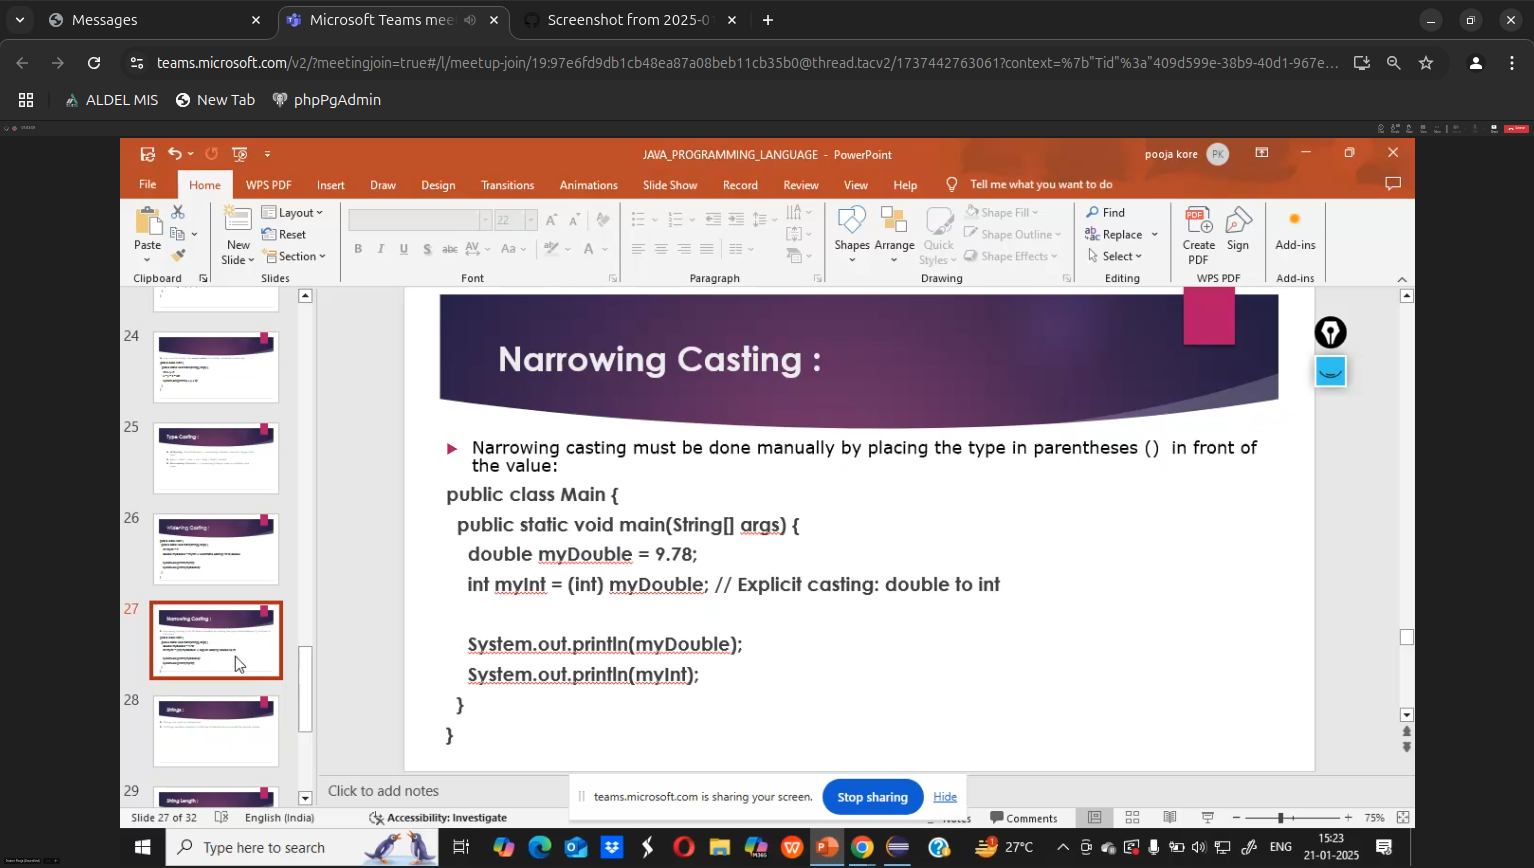 Messages
Microsoft Teams mee
Screenshot from 2025-0
teams.microsoft.com/v2/?meetingjoin=true#/l/meetup-join/19:97e6fd9db1cb48ea87a08beb11cb35b0@thread.tacv2/1737442763061?context=%7b"Tid"%3a"409d599e-38b9-40d1-967e...
ALDEL MIS
New Tab
phpPgAdmin
JAVA_PROGRAMMING_LANGUAGE - PowerPoint
pooja kore
PK
File
Home
WPS PDF
Insert
Draw
Design
Transitions
Animations
Slide Show
Record
Review
View
Help
Tell me what you want to do
Paste
Clipboard
New
Slide
Layout
Reset
Section
Slides
22
B I U S abc AV Aa A
Font
Paragraph
Shapes
Arrange
Quick
Styles
Shape Fill
Shape Outline
Shape Effects
Drawing
Find
Replace
Select
Editing
Create
PDF
Sign
WPS PDF
Add-ins
Add-ins
24
25
Type Casting :
26
Widening Casting :
27
Narrowing Casting :
28
Strings :
29
String Length :
Narrowing Casting :
Narrowing casting must be done manually by placing the type in parentheses () in front of
the value:
public class Main {
public static void main(String[] args) {
double myDouble = 9.78;
int myInt = (int) myDouble; // Explicit casting: double to int
System.out.println(myDouble);
System.out.println(myInt);
}
}
Click to add notes
teams.microsoft.com is sharing your screen.
Stop sharing
Hide
Slide 27 of 32
English (India)
Accessibility: Investigate
Notes
Comments
75%
Type here to search
27°C
ENG
15:23
21-01-2025